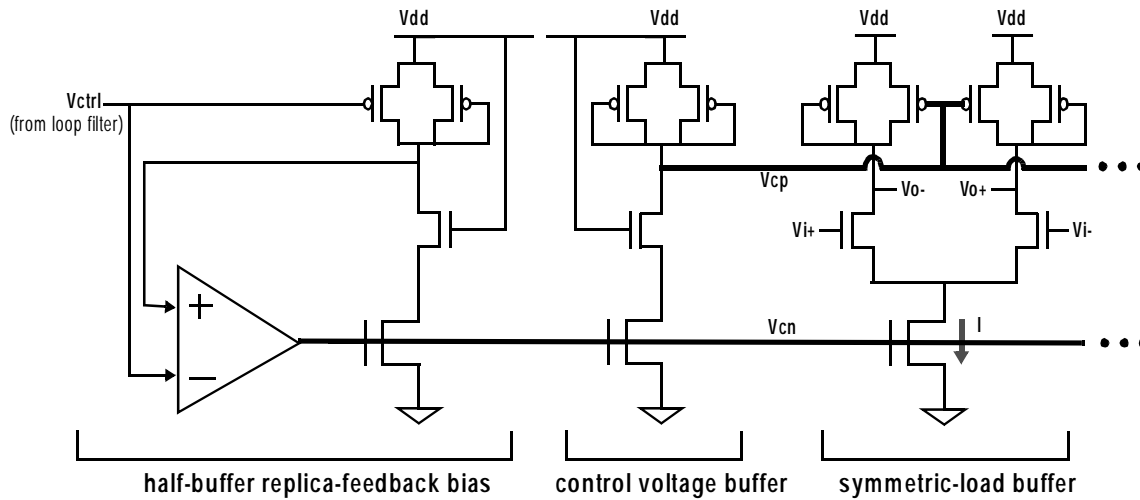 Vdd
Vdd
Vdd
Vdd
Vctrl
(from loop filter)
Vcp
Vo-
Vo+
Vi+
Vi-
+
−
Vcn
I
half-buffer replica-feedback bias
control voltage buffer
symmetric-load buffer